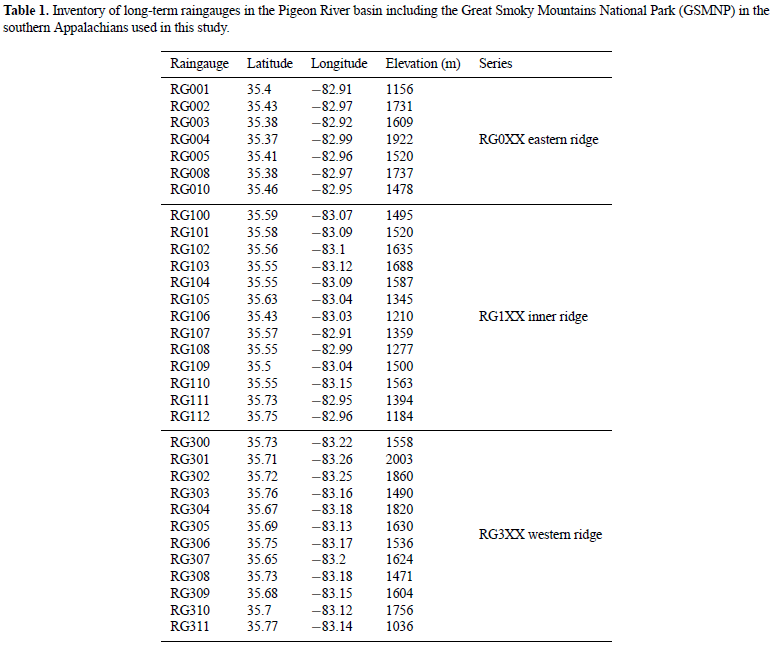 Table 1. Inventory of long-term raingauges in the Pigeon River basin including the Great Smoky Mountains National Park (GSMNP) in the
southern Appalachians used in this study.
Raingauge Latitude Longitude Elevation (m) Series
RG001 35.4 −82.91 1156
RG002 35.43 −82.97 1731
RG003 35.38 −82.92 1609
RG004 35.37 −82.99 1922 RG0XX eastern ridge
RG005 35.41 −82.96 1520
RG008 35.38 −82.97 1737
RG010 35.46 −82.95 1478
RG100 35.59 −83.07 1495
RG101 35.58 −83.09 1520
RG102 35.56 −83.1 1635
RG103 35.55 −83.12 1688
RG104 35.55 −83.09 1587
RG105 35.63 −83.04 1345
RG106 35.43 −83.03 1210 RG1XX inner ridge
RG107 35.57 −82.91 1359
RG108 35.55 −82.99 1277
RG109 35.5 −83.04 1500
RG110 35.55 −83.15 1563
RG111 35.73 −82.95 1394
RG112 35.75 −82.96 1184
RG300 35.73 −83.22 1558
RG301 35.71 −83.26 2003
RG302 35.72 −83.25 1860
RG303 35.76 −83.16 1490
RG304 35.67 −83.18 1820
RG305 35.69 −83.13 1630
RG3XX western ridge
RG306 35.75 −83.17 1536
RG307 35.65 −83.2 1624
RG308 35.73 −83.18 1471
RG309 35.68 −83.15 1604
RG310 35.7 −83.12 1756
RG311 35.77 −83.14 1036